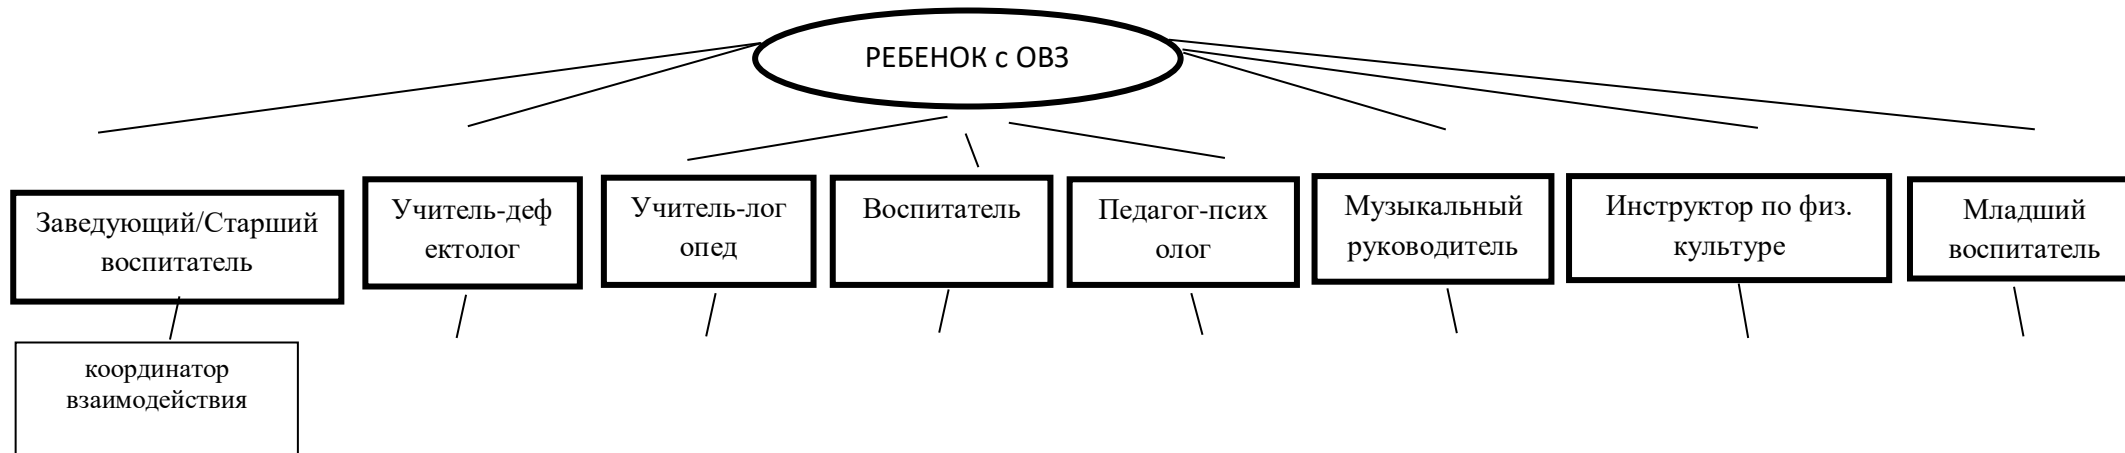 РЕБЕНОК с ОВЗ
Заведующий/Старший
воспитатель
Учитель-деф
ектолог
Учитель-лог
опед
Воспитатель
Педагог-псих
олог
Музыкальный
руководитель
Инструктор по физ.
культуре
Младший
воспитатель
координатор
взаимодействия